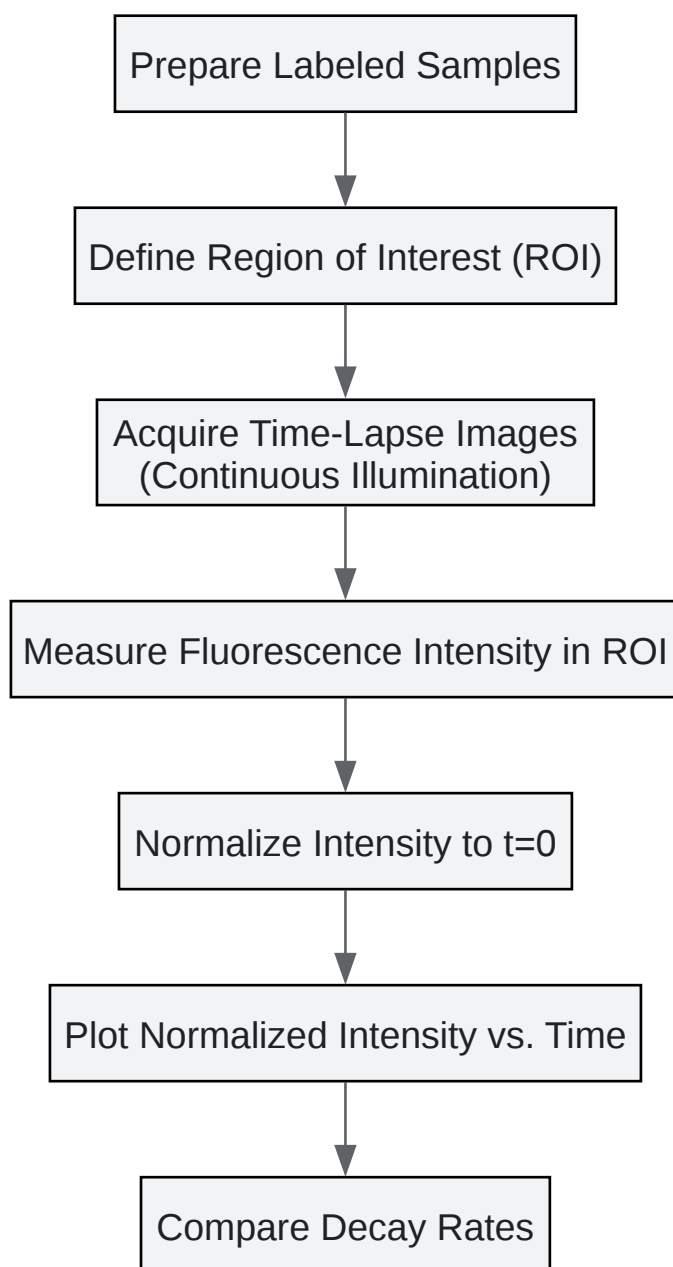 Prepare Labeled Samples
Define Region of Interest (ROI)
Acquire Time-Lapse Images
(Continuous Illumination)
Measure Fluorescence Intensity in ROI
Normalize Intensity to t=0
Plot Normalized Intensity vs. Time
Compare Decay Rates